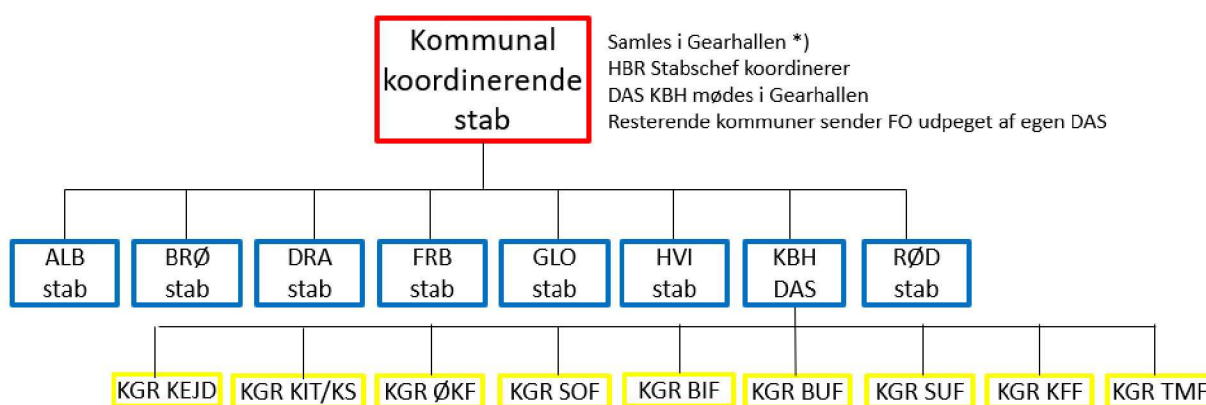 Kommunal
koordinerende
stab
Samles i Gearhallen *)
HBR Stabschef koordinerer
DAS KBH mødes i Gearhallen
Resterende kommuner sender FO udpeget af egen DAS
ALB
stab
BRØ
stab
DRA
stab
FRB
stab
GLO
stab
HVI
stab
KBH
DAS
RØD
stab
KGR KEJD
KGR KIT/KS
KGR ØKF
KGR SOF
KGR BIF
KGR BUF
KGR SUF
KGR KFF
KGR TMF